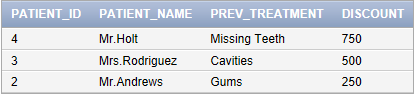 PATIENT_ID PATIENT_NAME PREV_TREATMENT DISCOUNT
4 Mr.Holt Missing Teeth 750
3 Mrs.Rodriguez Cavities 500
2 Mr.Andrews Gums 250